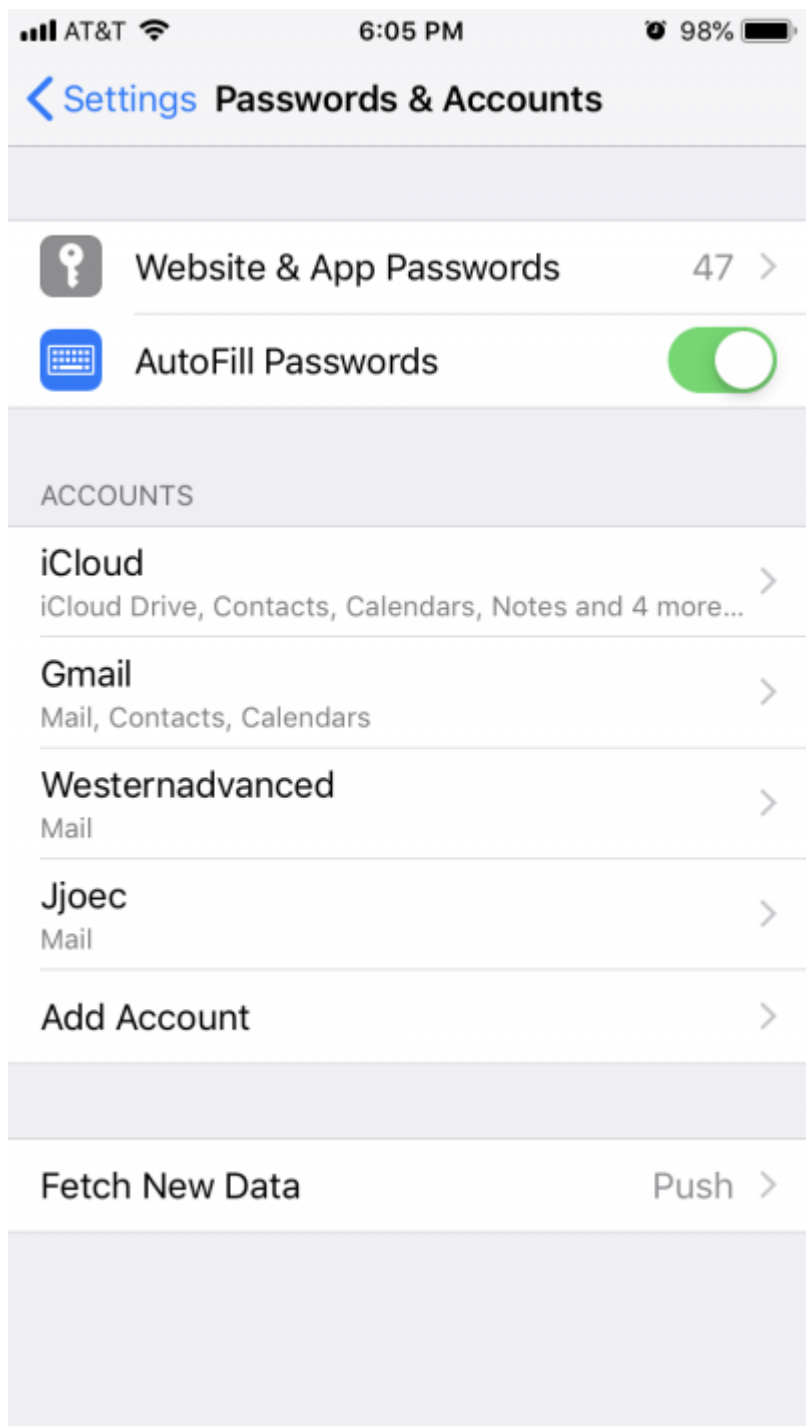 AT&T 6:05 PM 98%
Settings Passwords & Accounts
Website & App Passwords 47
AutoFill Passwords
ACCOUNTS
iCloud
iCloud Drive, Contacts, Calendars, Notes and 4 more...
Gmail
Mail, Contacts, Calendars
Westernadvanced
Mail
Jjoec
Mail
Add Account
Fetch New Data Push